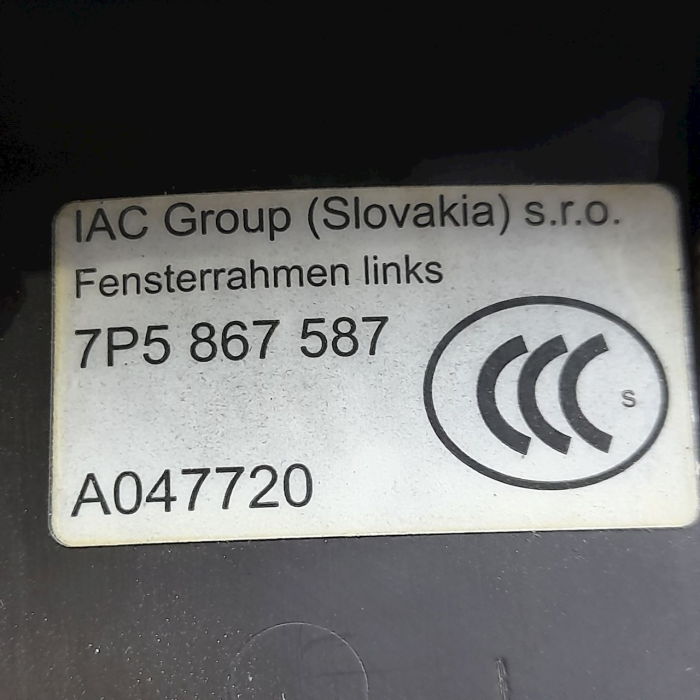 IAC Group (Slovakia) s.r.o.
Fensterrahmen links
7P5 867 587
CCC S
A047720